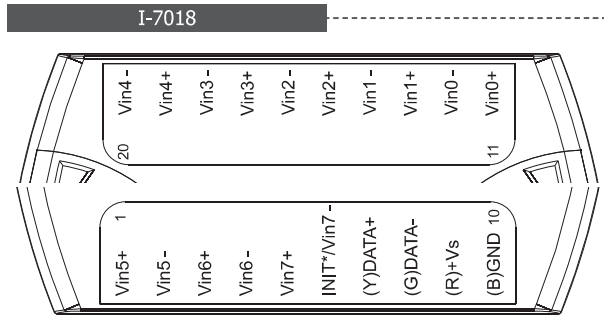 I-7018
Vin4-
Vin4+
Vin3-
Vin3+
Vin2-
Vin2+
Vin1-
Vin1+
Vin0-
Vin0+
20
11
1
10
Vin5+
Vin5-
Vin6+
Vin6-
Vin7+
INIT*/Vin7-
(Y)DATA+
(G)DATA-
(R)+Vs
(B)GND